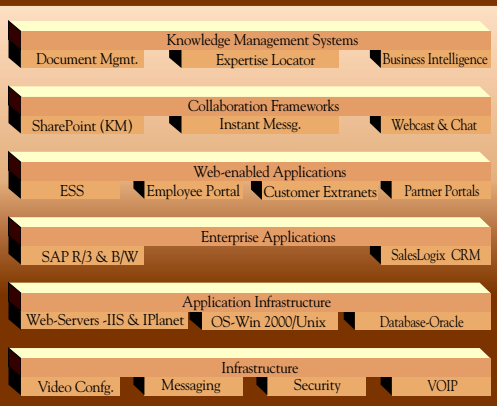 Knowledge Management Systems
Document Mgmt. Expertise Locator Business Intelligence
Collaboration Frameworks
SharePoint (KM) Instant Messg. Webcast & Chat
Web-enabled Applications
ESS Employee Portal Customer Extranets Partner Portals
Enterprise Applications
SAP R/3 & B/W SalesLogix CRM
Application Infrastructure
Web-Servers -IIS & IPlanet OS-Win 2000/Unix Database-Oracle
Infrastructure
Video Confg. Messaging Security VOIP